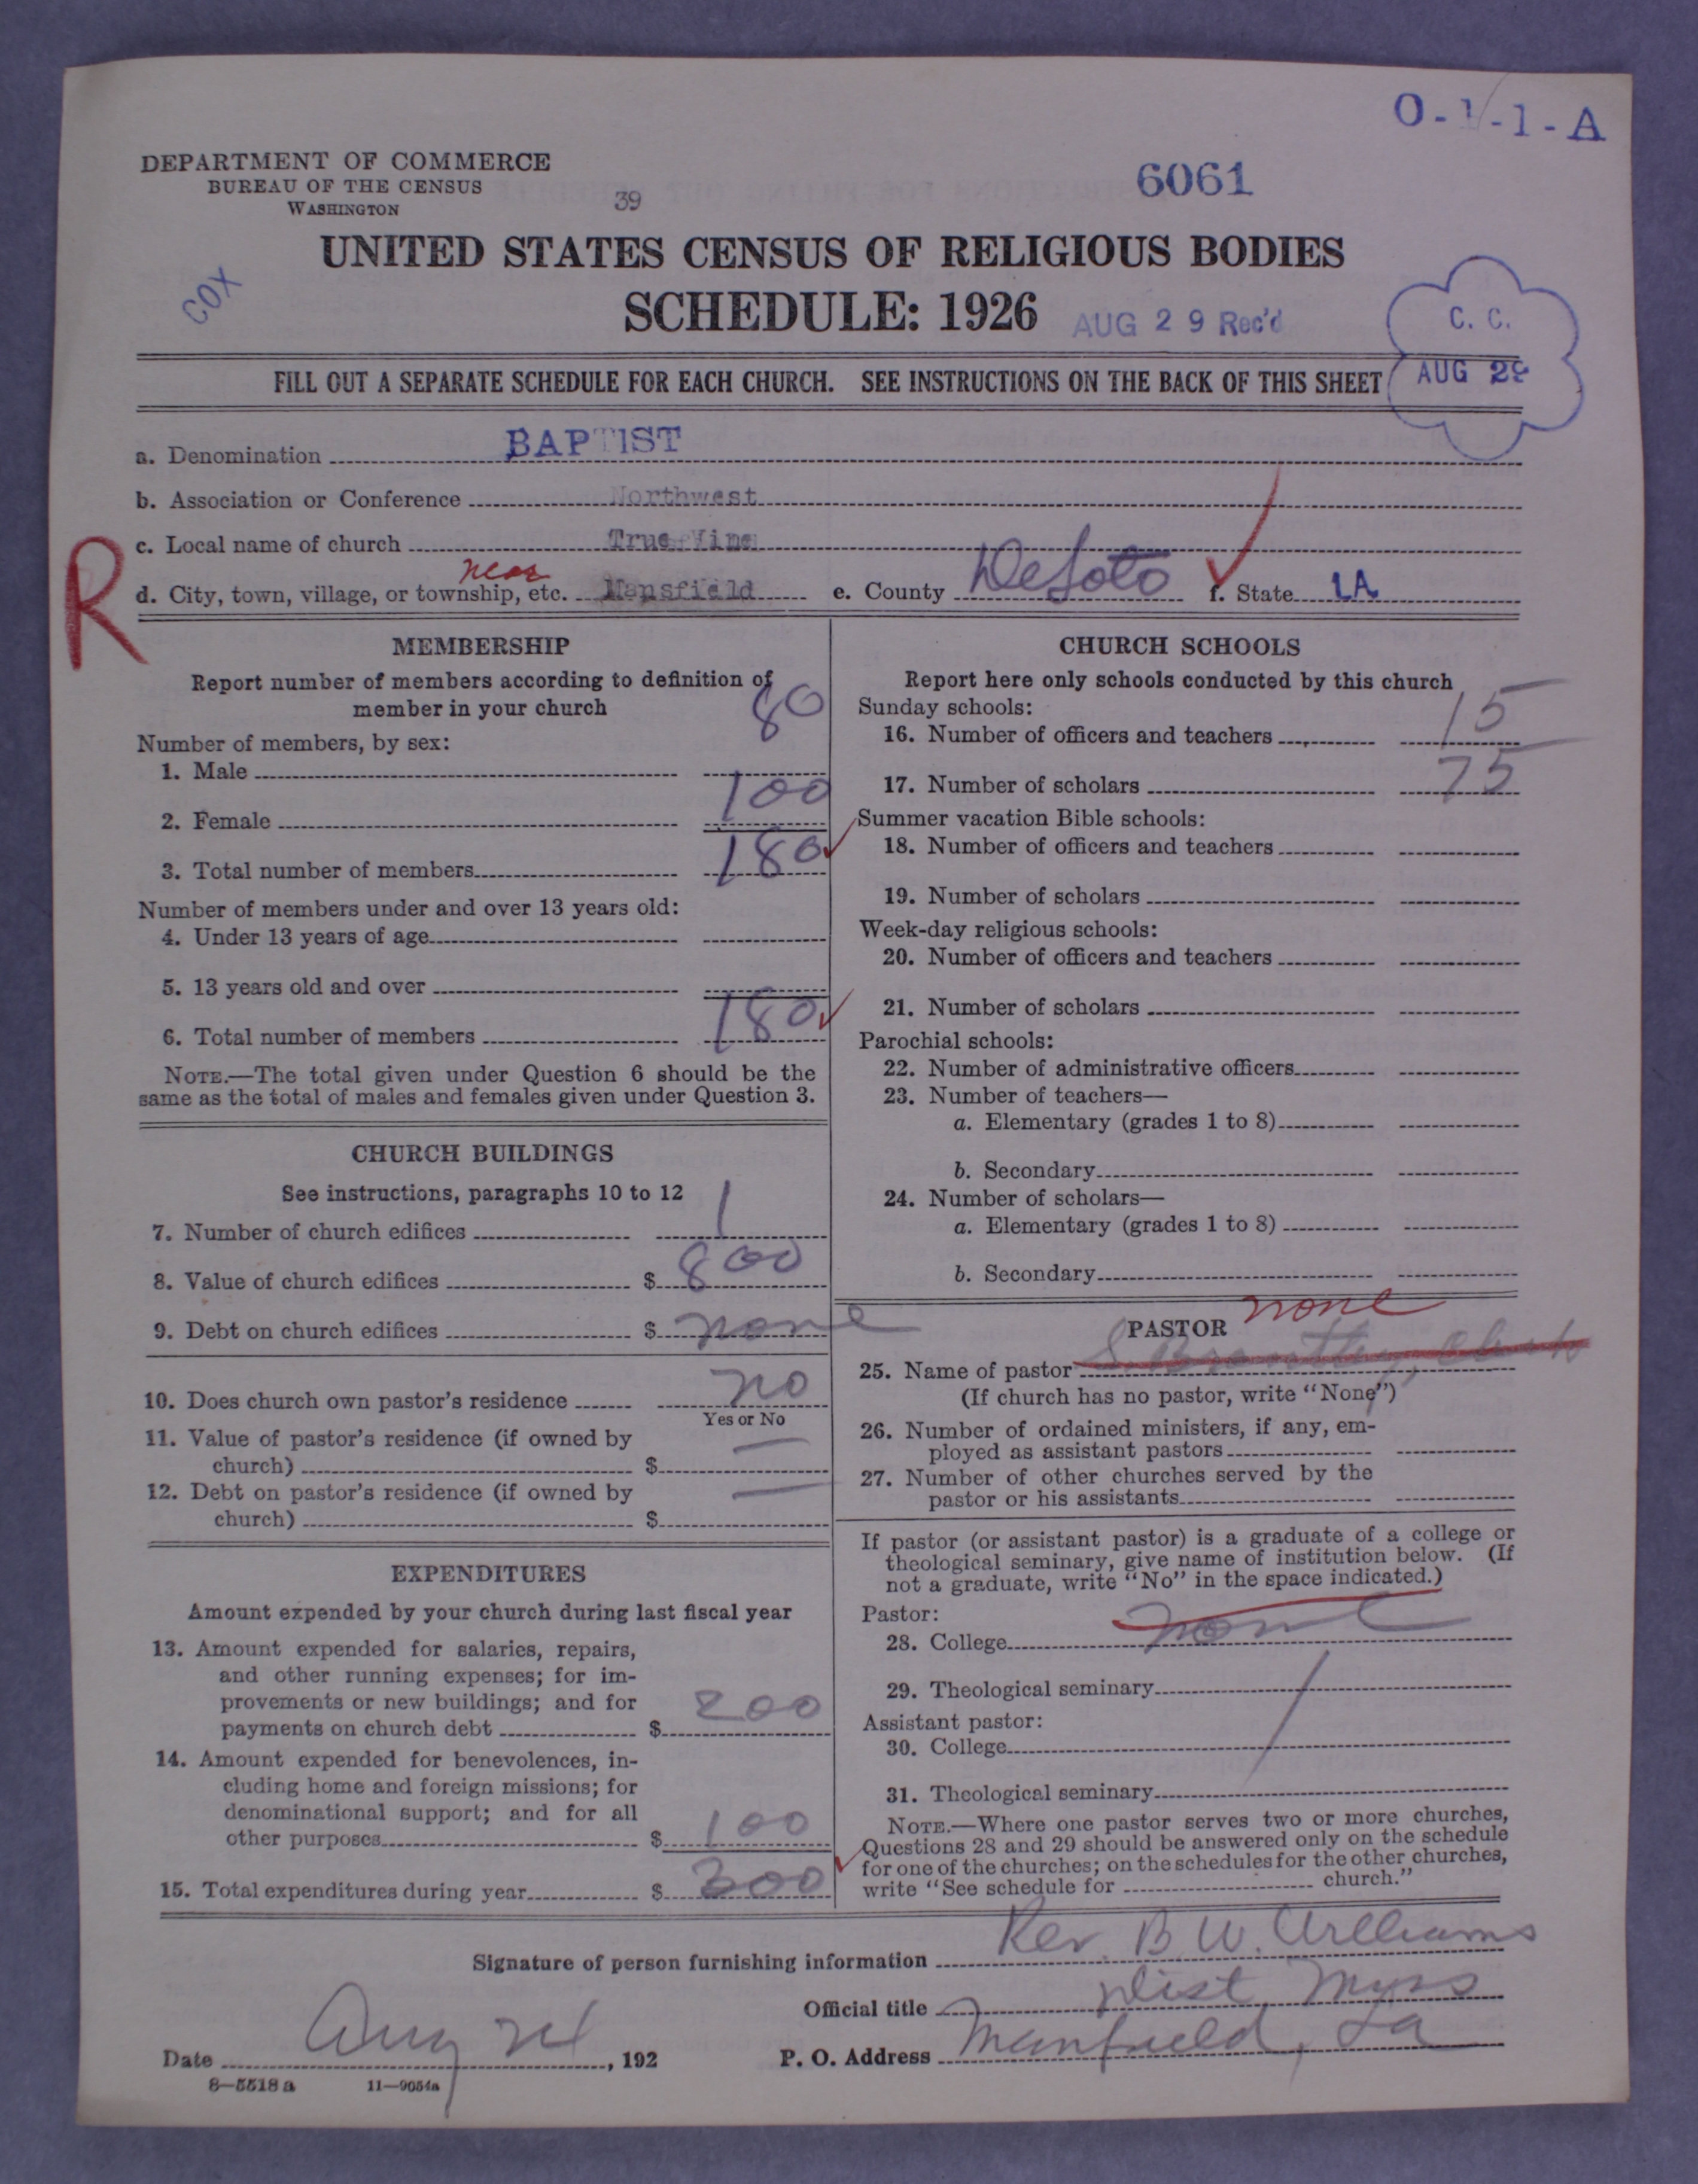 O-1-1-A
DEPARTMENT OF COMMERCE
BUREAU OF THE CENSUS
WASHINGTON
39
6061
UNITED STATES CENSUS OF RELIGIOUS BODIES
COX
SCHEDULE: 1926
AUG 29 Rec'd
C. C.
AUG 29
FILL OUT A SEPARATE SCHEDULE FOR EACH CHURCH. SEE INSTRUCTIONS ON THE BACK OF THIS SHEET
a. Denomination BAPTIST
b. Association or Conference Northwest
c. Local name of church True Vine
R
near
d. City, town, village, or township, etc. Mansfield e. County DeSoto f. State LA
MEMBERSHIP
Report number of members according to definition of
member in your church
Number of members, by sex:
1. Male 80
2. Female 100
3. Total number of members 180
Number of members under and over 13 years old:
4. Under 13 years of age
5. 13 years old and over
6. Total number of members 180
NOTE.—The total given under Question 6 should be the
same as the total of males and females given under Question 3.
CHURCH BUILDINGS
See instructions, paragraphs 10 to 12
7. Number of church edifices 1
8. Value of church edifices $ 800
9. Debt on church edifices $ none
10. Does church own pastor's residence no
Yes or No
11. Value of pastor's residence (if owned by
church) $ —
12. Debt on pastor's residence (if owned by
church) $ —
EXPENDITURES
Amount expended by your church during last fiscal year
13. Amount expended for salaries, repairs,
and other running expenses; for im-
provements or new buildings; and for
payments on church debt $ 200
14. Amount expended for benevolences, in-
cluding home and foreign missions; for
denominational support; and for all
other purposes $ 100
15. Total expenditures during year $ 300
CHURCH SCHOOLS
Report here only schools conducted by this church
Sunday schools:
16. Number of officers and teachers 15
17. Number of scholars 75
Summer vacation Bible schools:
18. Number of officers and teachers
19. Number of scholars
Week-day religious schools:
20. Number of officers and teachers
21. Number of scholars
Parochial schools:
22. Number of administrative officers
23. Number of teachers—
a. Elementary (grades 1 to 8)
b. Secondary
24. Number of scholars—
a. Elementary (grades 1 to 8)
b. Secondary
PASTOR none
25. Name of pastor S. Brantley, Clerk
(If church has no pastor, write "None")
26. Number of ordained ministers, if any, em-
ployed as assistant pastors
27. Number of other churches served by the
pastor or his assistants
If pastor (or assistant pastor) is a graduate of a college or
theological seminary, give name of institution below. (If
not a graduate, write "No" in the space indicated.)
Pastor:
28. College none
29. Theological seminary
Assistant pastor:
30. College
31. Theological seminary
NOTE.—Where one pastor serves two or more churches,
Questions 28 and 29 should be answered only on the schedule
for one of the churches; on the schedules for the other churches,
write "See schedule for church."
Signature of person furnishing information Rev. B. W. Williams
Official title Dist. Myss
Date Aug 24, 192 P. O. Address Manfield, La
8—5518 a 11—9054a